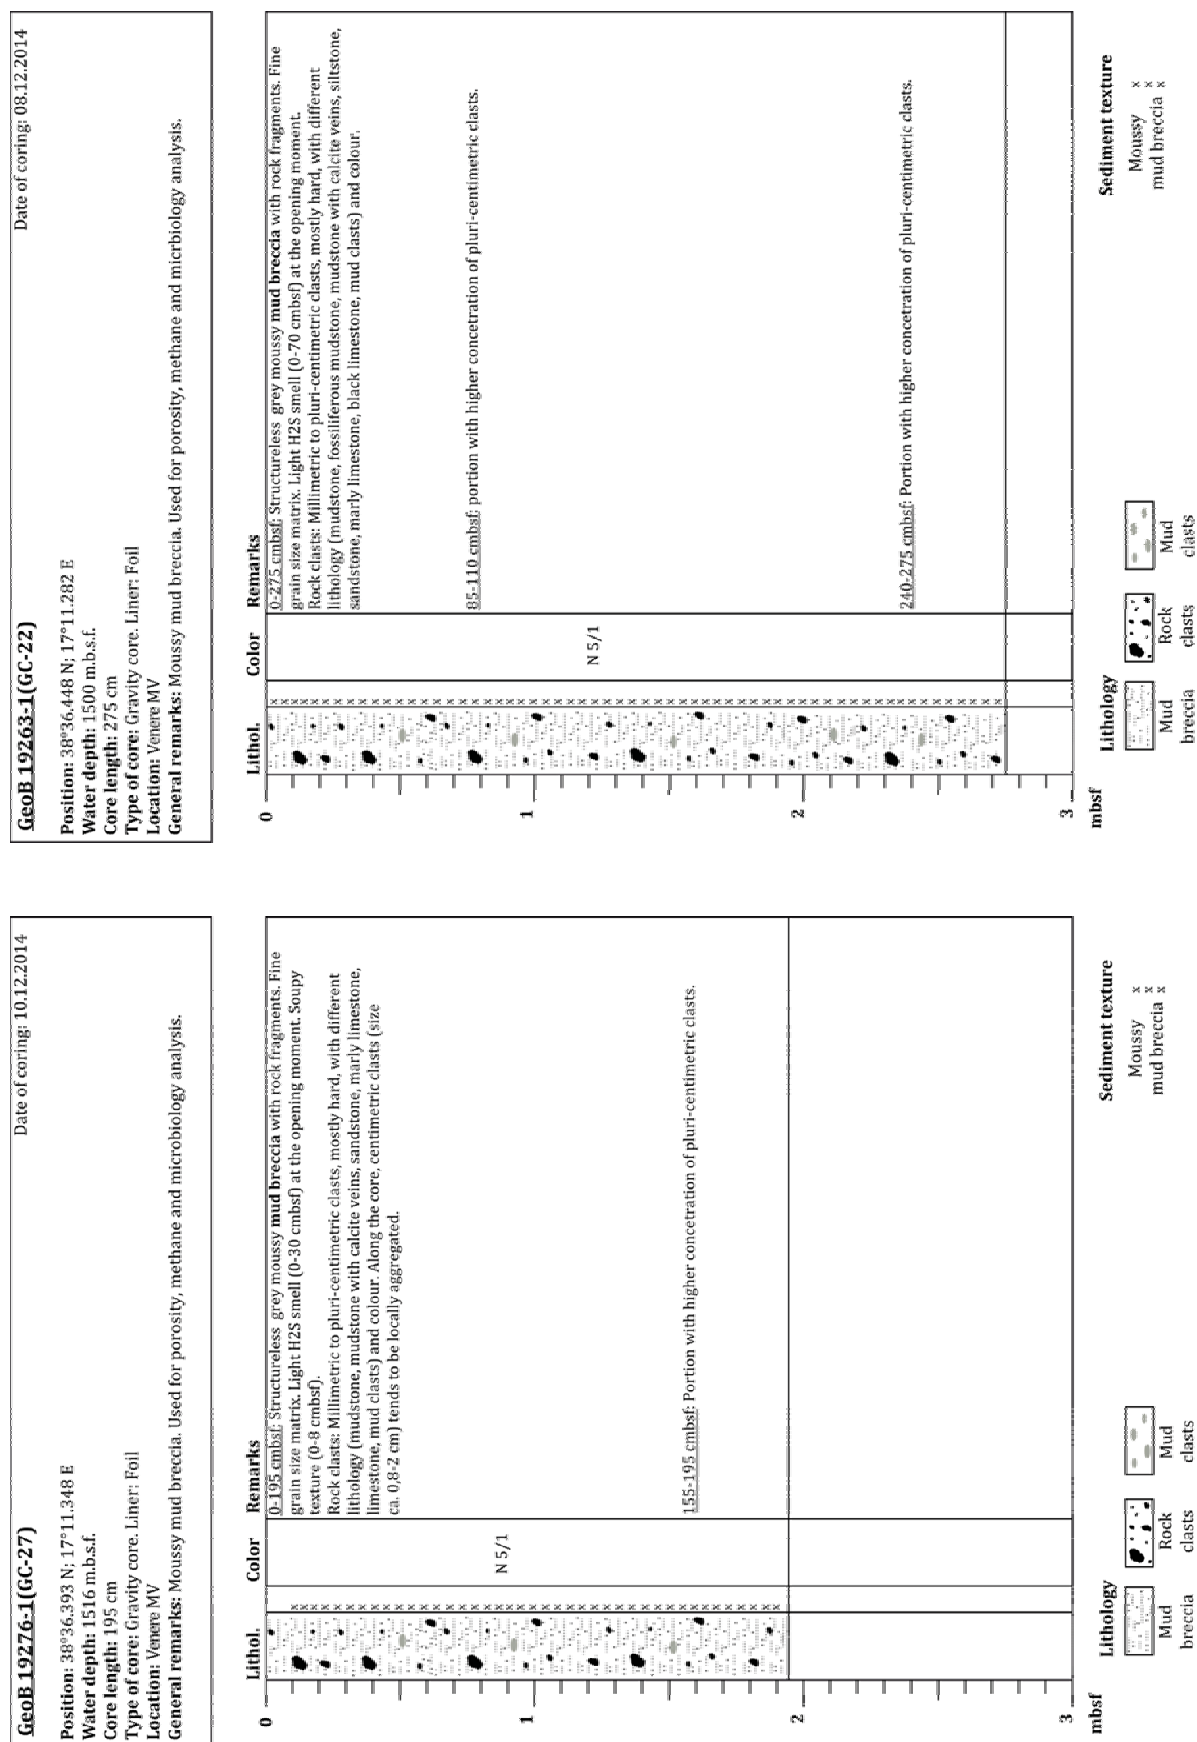 GeoB 19276-1(GC-27)
Date of coring: 10.12.2014
Position: 38°36.393 N; 17°11.348 E
Water depth: 1516 m.b.s.f.
Core length: 195 cm
Type of core: Gravity core. Liner: Foil
Location: Venere MV
General remarks: Moussy mud breccia. Used for porosity, methane and microbiology analysis.
Lithol.
Color
Remarks
0
1
2
3
mbsf
N 5/1
0-195 cmbsf: Structureless grey moussy mud breccia with rock fragments. Fine
grain size matrix. Light H2S smell (0-30 cmbsf) at the opening moment. Soupy
texture (0-8 cmbsf).
Rock clasts: Millimetric to pluri-centimetric clasts, mostly hard, with different
lithology (mudstone, mudstone with calcite veins, sandstone, marly limestone,
limestone, mud clasts) and colour. Along the core, centimetric clasts (size
ca. 0,8-2 cm) tends to be locally aggregated.
155-195 cmbsf: Portion with higher concetration of pluri-centimetric clasts.
Lithology
Mud
breccia
Rock
clasts
Mud
clasts
Sediment texture
Moussy x
x
mud breccia x
GeoB 19263-1(GC-22)
Date of coring: 08.12.2014
Position: 38°36.448 N; 17°11.282 E
Water depth: 1500 m.b.s.f.
Core length: 275 cm
Type of core: Gravity core. Liner: Foil
Location: Venere MV
General remarks: Moussy mud breccia. Used for porosity, methane and micrbiology analysis.
Lithol.
Color
Remarks
0
1
2
3
mbsf
N 5/1
0-275 cmbsf: Structureless grey moussy mud breccia with rock fragments. Fine
grain size matrix. Light H2S smell (0-70 cmbsf) at the opening moment.
Rock clasts: Millimetric to pluri-centimetric clasts, mostly hard, with different
lithology (mudstone, fossiliferous mudstone, mudstone with calcite veins, siltstone,
sandstone, marly limestone, black limestone, mud clasts) and colour.
85-110 cmbsf: portion with higher concetration of pluri-centimetric clasts.
240-275 cmbsf: Portion with higher concetration of pluri-centimetric clasts.
Lithology
Mud
breccia
Rock
clasts
Mud
clasts
Sediment texture
Moussy x
x
mud breccia x